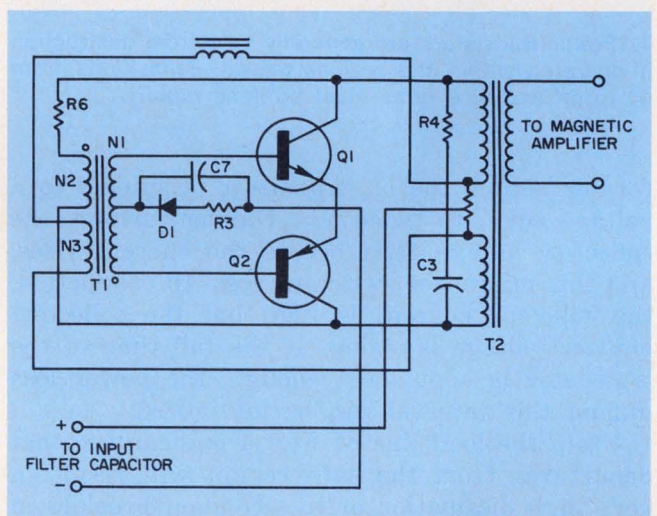 R6
N1
C7
Q1
R4
TO MAGNETIC
AMPLIFIER
N2
D1
R3
N3
Q2
C3
T1
T2
+
TO INPUT
FILTER CAPACITOR
-